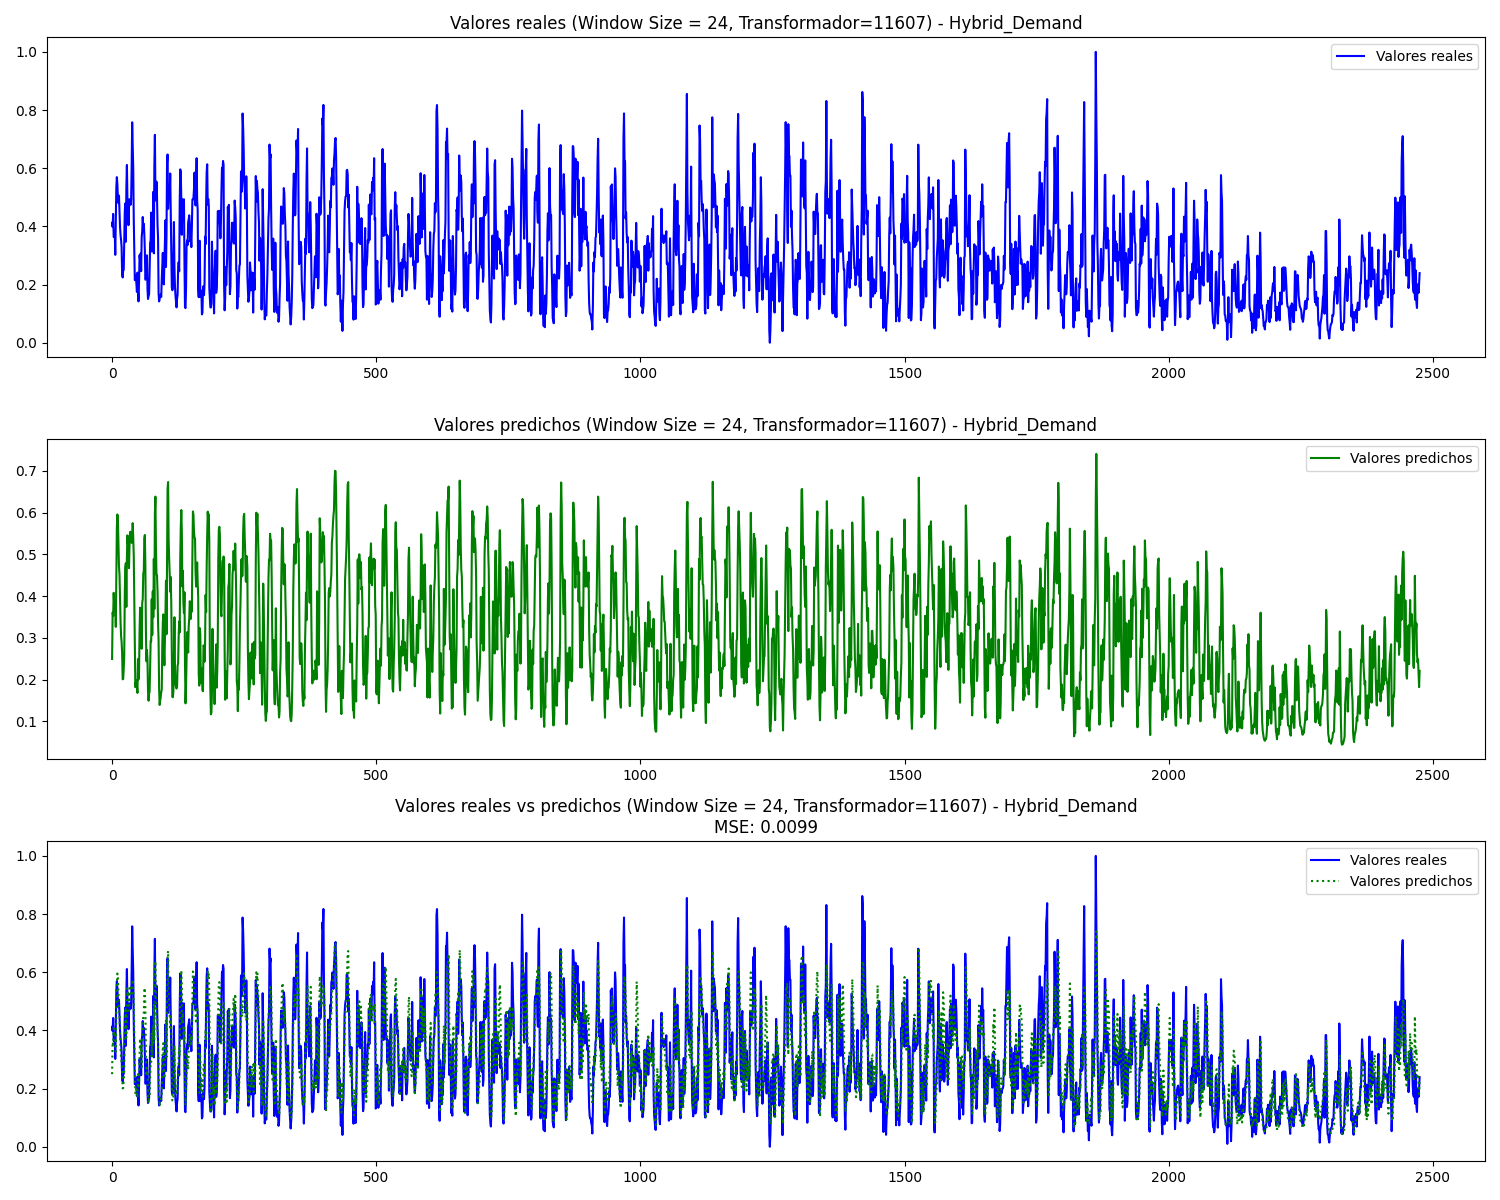 Valores reales (Window Size = 24, Transformador=11607) - Hybrid_Demand
Valores reales
1.0
0.8
0.6
0.4
0.2
0.0
0 500 1000 1500 2000 2500
Valores predichos (Window Size = 24, Transformador=11607) - Hybrid_Demand
Valores predichos
0.7
0.6
0.5
0.4
0.3
0.2
0.1
0 500 1000 1500 2000 2500
Valores reales vs predichos (Window Size = 24, Transformador=11607) - Hybrid_Demand
MSE: 0.0099
Valores reales
Valores predichos
1.0
0.8
0.6
0.4
0.2
0.0
0 500 1000 1500 2000 2500